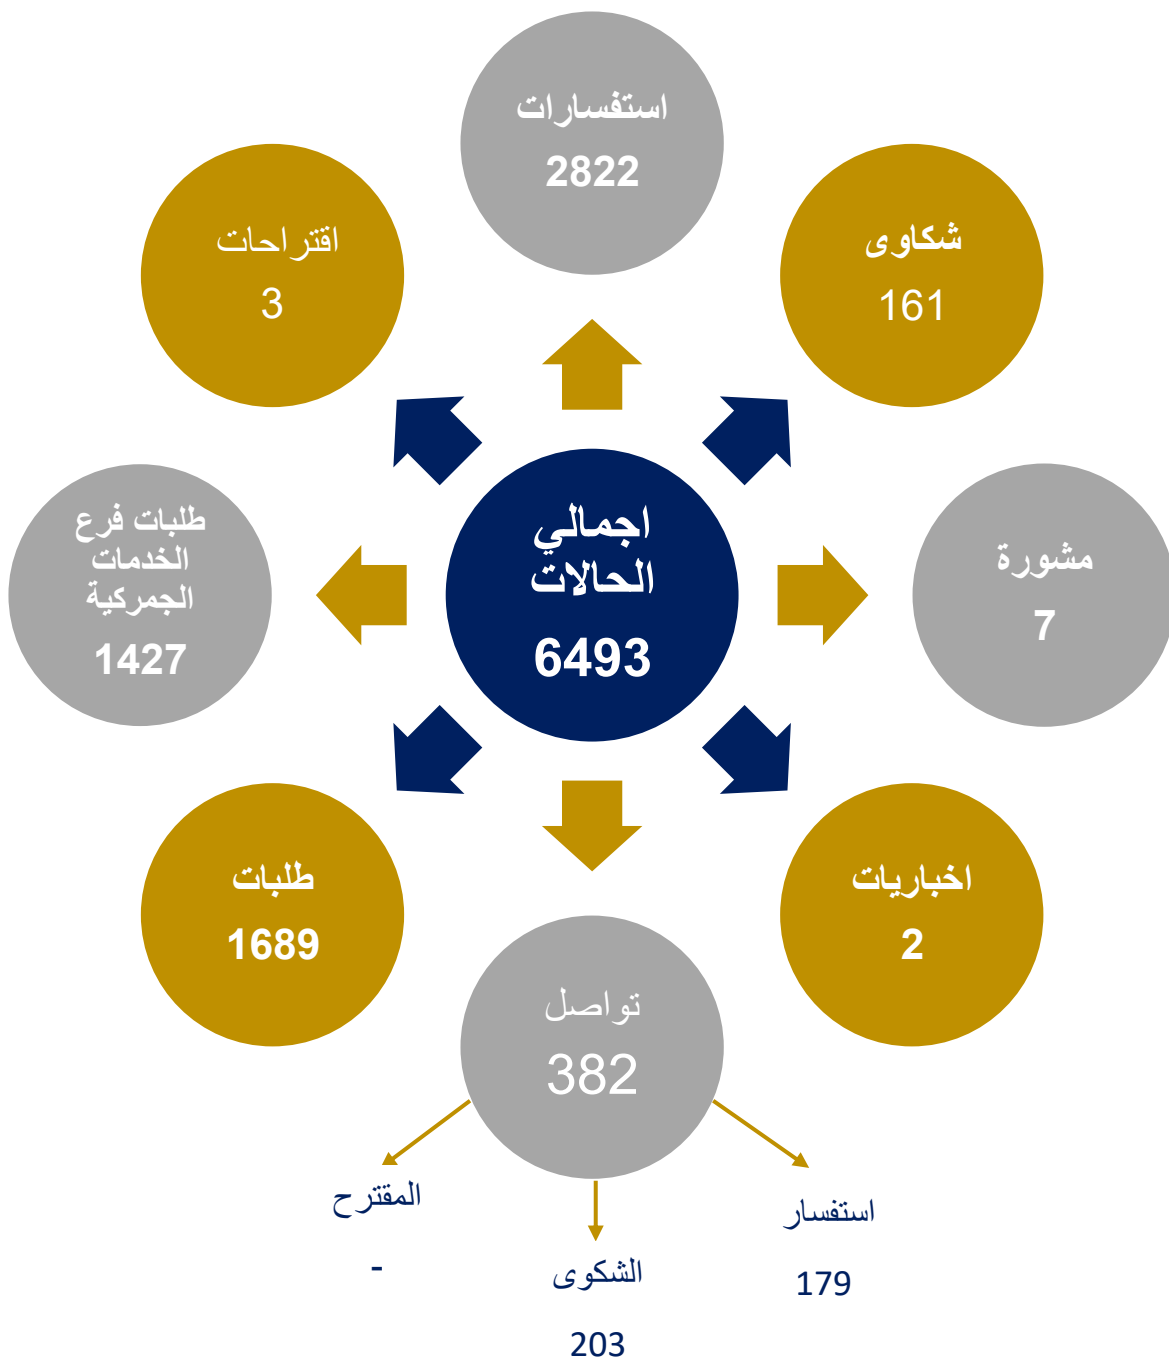 استفسارات
2822
شكاوى
161
اقتراحات
3
اجمالي
الحالات
6493
مشورة
7
طلبات فرع
الخدمات
الجمركية
1427
اخباريات
2
طلبات
1689
تواصل
382
استفسار
179
الشكوى
203
المقترح
-